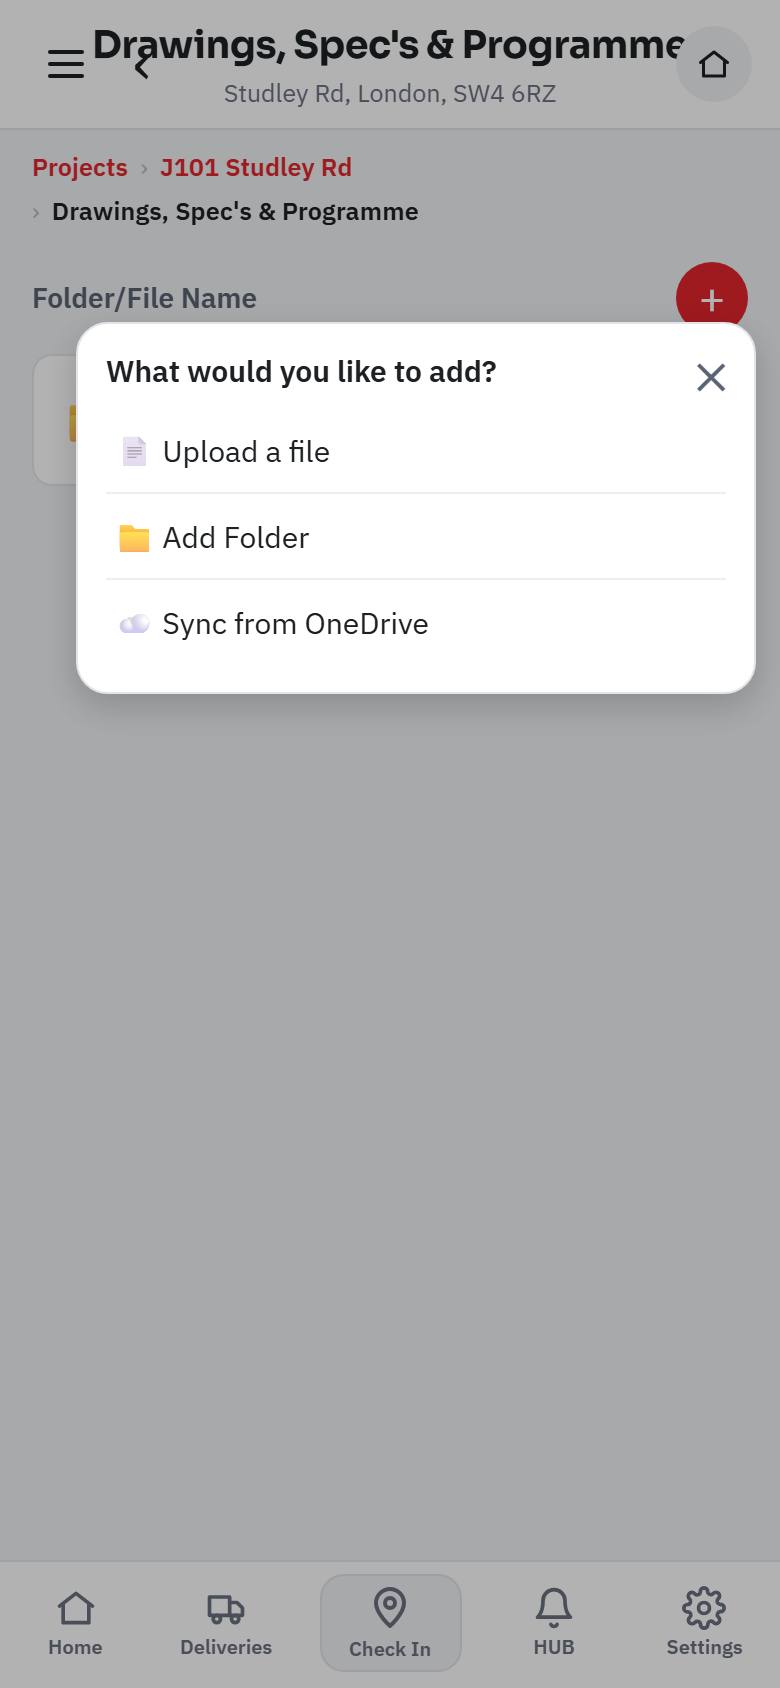 Drawings, Spec's & Programme
Studley Rd, London, SW4 6RZ
Projects › J101 Studley Rd
› Drawings, Spec's & Programme
Folder/File Name
+
What would you like to add?
Upload a file
Add Folder
Sync from OneDrive
Home
Deliveries
Check In
HUB
Settings